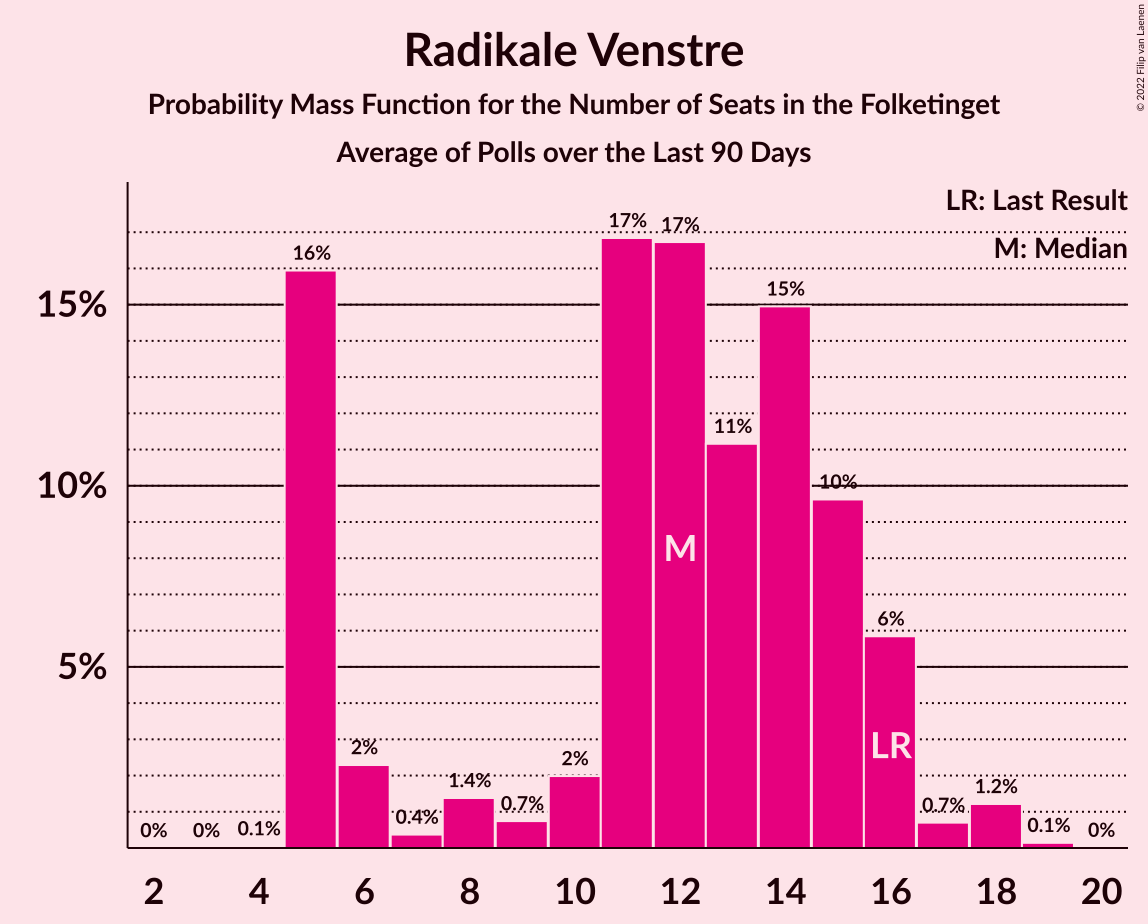 Radikale Venstre
Probability Mass Function for the Number of Seats in the Folketinget
Average of Polls over the Last 90 Days
© 2022 Filip van Laenen
LR: Last Result
M: Median
15%
10%
5%
0%
0%
0.1%
16%
2%
0.4%
1.4%
0.7%
2%
17%
17%
11%
15%
10%
6%
0.7%
1.2%
0.1%
0%
M
LR
2 4 6 8 10 12 14 16 18 20